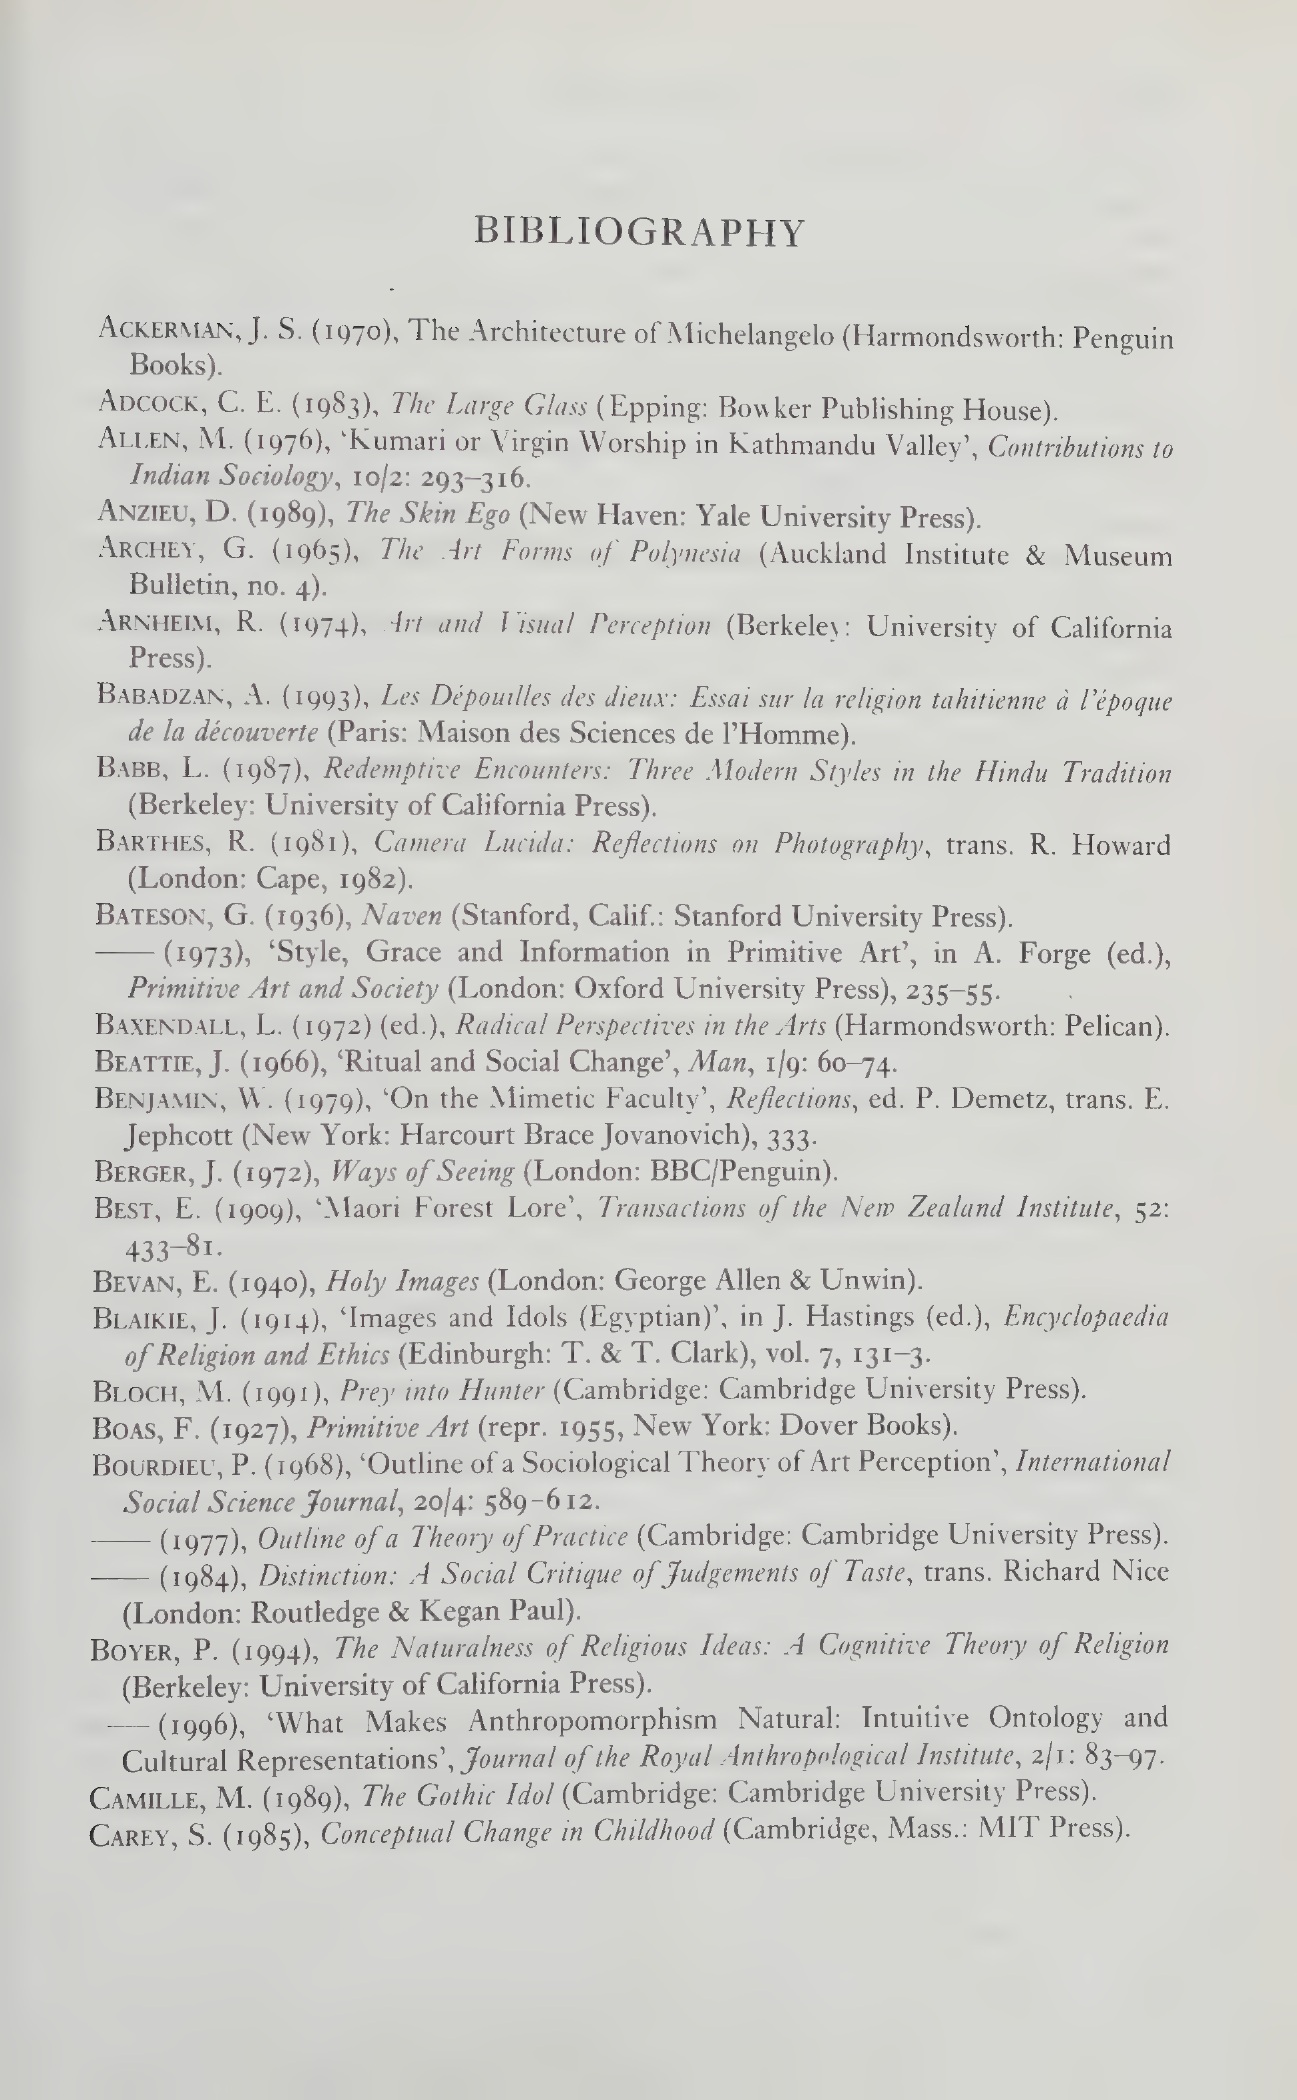 BIBLIOGRAPHY
ACKERMAN, J. S. (1970), The Architecture of Michelangelo (Harmondsworth: Penguin
Books).
ADCOCK, C. E. (1983), The Large Glass (Epping: Bowker Publishing House).
ALLEN, M. (1976), ‘Kumari or Virgin Worship in Kathmandu Valley’, Contributions to
Indian Sociology, 10/2: 293–316.
ANZIEU, D. (1989), The Skin Ego (New Haven: Yale University Press).
ARCHEY, G. (1965), The Art Forms of Polynesia (Auckland Institute & Museum
Bulletin, no. 4).
ARNHEIM, R. (1974), Art and Visual Perception (Berkeley: University of California
Press).
BABADZAN, A. (1993), Les Dépouilles des dieux: Essai sur la religion tahitienne à l’époque
de la découverte (Paris: Maison des Sciences de l’Homme).
BABB, L. (1987), Redemptive Encounters: Three Modern Styles in the Hindu Tradition
(Berkeley: University of California Press).
BARTHES, R. (1981), Camera Lucida: Reflections on Photography, trans. R. Howard
(London: Cape, 1982).
BATESON, G. (1936), Naven (Stanford, Calif.: Stanford University Press).
—— (1973), ‘Style, Grace and Information in Primitive Art’, in A. Forge (ed.),
Primitive Art and Society (London: Oxford University Press), 235–55.
BAXENDALL, L. (1972) (ed.), Radical Perspectives in the Arts (Harmondsworth: Pelican).
BEATTIE, J. (1966), ‘Ritual and Social Change’, Man, 1/9: 60–74.
BENJAMIN, W. (1979), ‘On the Mimetic Faculty’, Reflections, ed. P. Demetz, trans. E.
Jephcott (New York: Harcourt Brace Jovanovich), 333.
BERGER, J. (1972), Ways of Seeing (London: BBC/Penguin).
BEST, E. (1909), ‘Maori Forest Lore’, Transactions of the New Zealand Institute, 52:
433–81.
BEVAN, E. (1940), Holy Images (London: George Allen & Unwin).
BLAIKIE, J. (1914), ‘Images and Idols (Egyptian)’, in J. Hastings (ed.), Encyclopaedia
of Religion and Ethics (Edinburgh: T. & T. Clark), vol. 7, 131–3.
BLOCH, M. (1991), Prey into Hunter (Cambridge: Cambridge University Press).
BOAS, F. (1927), Primitive Art (repr. 1955, New York: Dover Books).
BOURDIEU, P. (1968), ‘Outline of a Sociological Theory of Art Perception’, International
Social Science Journal, 20/4: 589–612.
—— (1977), Outline of a Theory of Practice (Cambridge: Cambridge University Press).
—— (1984), Distinction: A Social Critique of Judgements of Taste, trans. Richard Nice
(London: Routledge & Kegan Paul).
BOYER, P. (1994), The Naturalness of Religious Ideas: A Cognitive Theory of Religion
(Berkeley: University of California Press).
—— (1996), ‘What Makes Anthropomorphism Natural: Intuitive Ontology and
Cultural Representations’, Journal of the Royal Anthropological Institute, 2/1: 83–97.
CAMILLE, M. (1989), The Gothic Idol (Cambridge: Cambridge University Press).
CAREY, S. (1985), Conceptual Change in Childhood (Cambridge, Mass.: MIT Press).